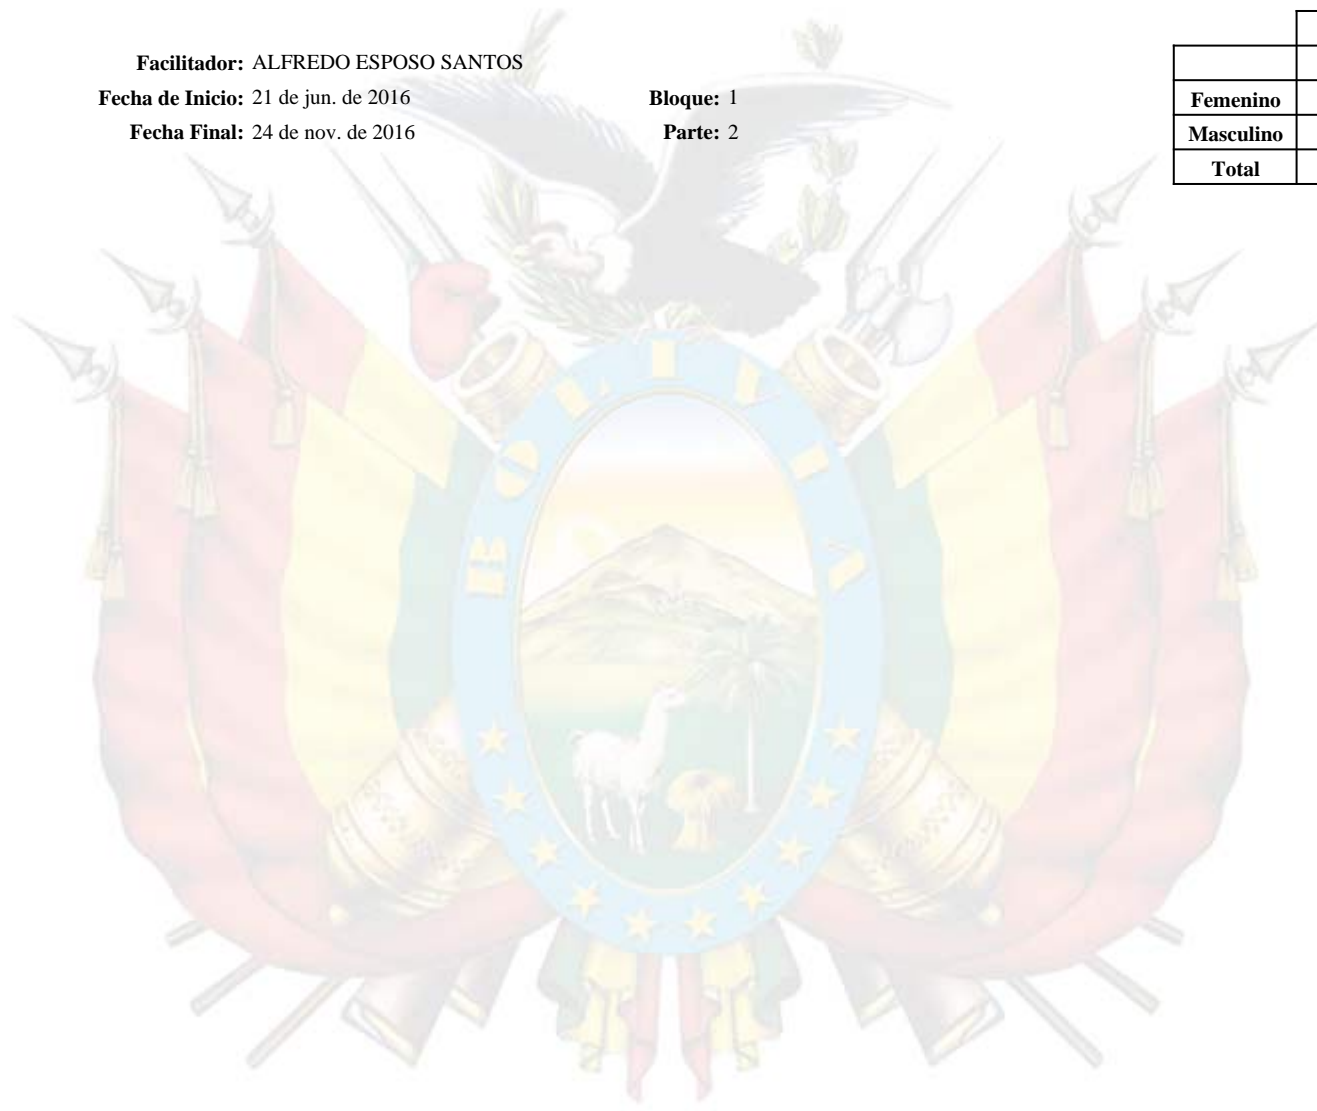 Facilitador: ALFREDO ESPOSO SANTOS
Fecha de Inicio: 21 de jun. de 2016 Bloque: 1
Fecha Final: 24 de nov. de 2016 Parte: 2
Femenino
Masculino
Total
BOLIVIA